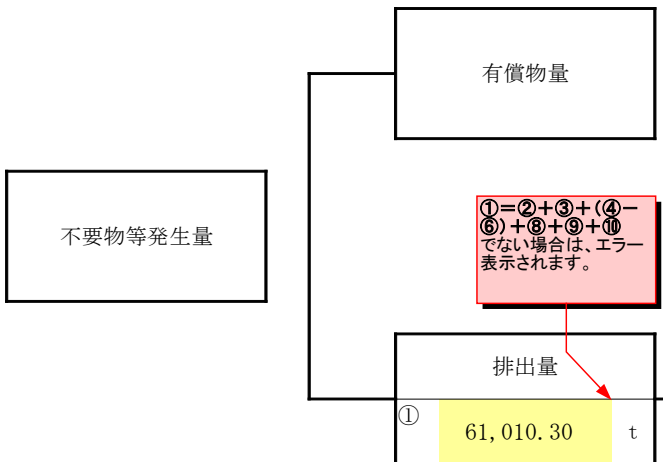 有償物量
不要物等発生量
①=②+③+(④-
⑥)+⑧+⑨+⑩
でない場合は、エラー
表示されます。
排出量
① 61,010.30 t